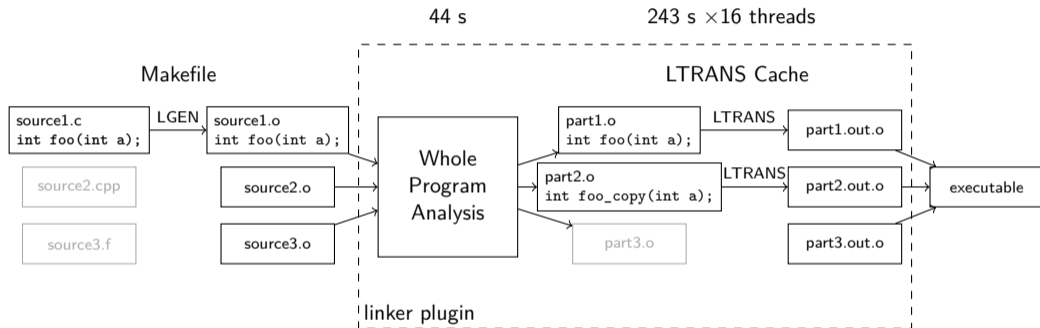 44 s
243 s ×16 threads
Makefile
LTRANS Cache
source1.c
int foo(int a);
LGEN
source1.o
int foo(int a);
part1.o
int foo(int a);
LTRANS
part1.out.o
source2.cpp
source2.o
Whole
Program
Analysis
part2.o
int foo_copy(int a);
LTRANS
part2.out.o
executable
source3.f
source3.o
part3.o
part3.out.o
linker plugin